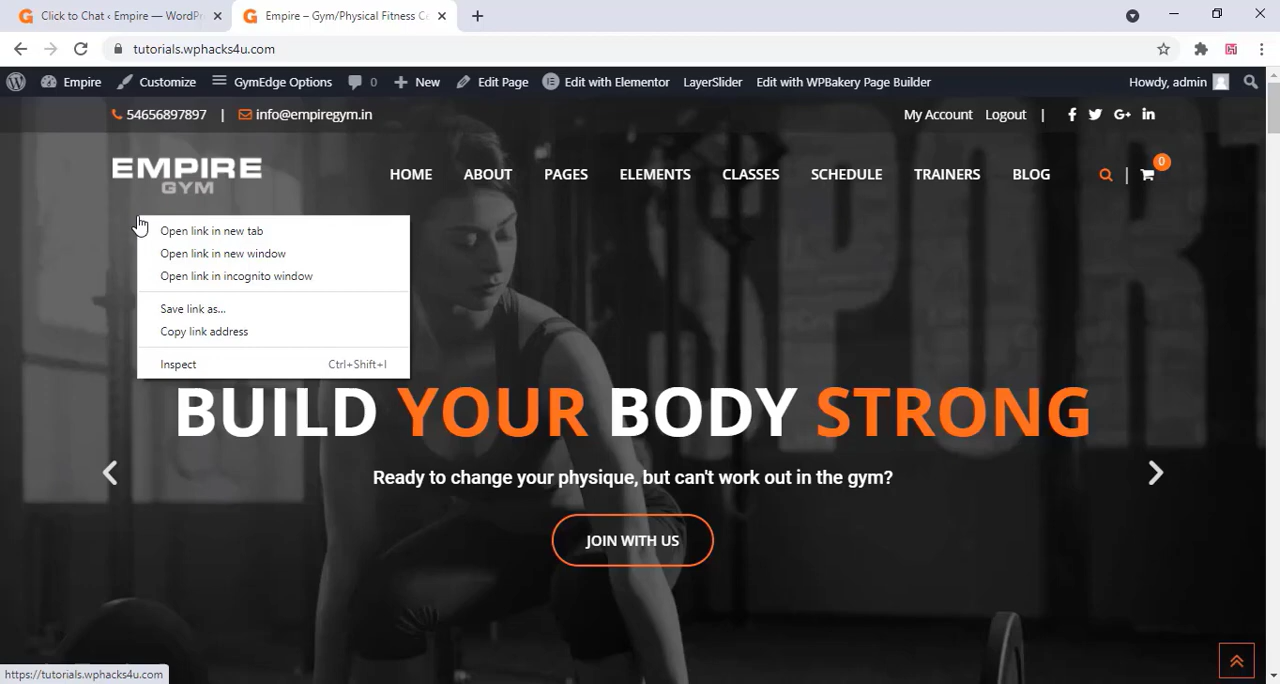 Click to Chat ‹ Empire — WordPr
Empire – Gym/Physical Fitness Ce
tutorials.wphacks4u.com
Empire
Customize
GymEdge Options
0
New
Edit Page
Edit with Elementor
LayerSlider
Edit with WPBakery Page Builder
Howdy, admin
54656897897 | info@empiregym.in
My Account Logout |
EMPIRE
GYM
HOME ABOUT PAGES ELEMENTS CLASSES SCHEDULE TRAINERS BLOG
0
Open link in new tab
Open link in new window
Open link in incognito window
Save link as...
Copy link address
Inspect Ctrl+Shift+I
BUILD YOUR BODY STRONG
Ready to change your physique, but can't work out in the gym?
JOIN WITH US
https://tutorials.wphacks4u.com